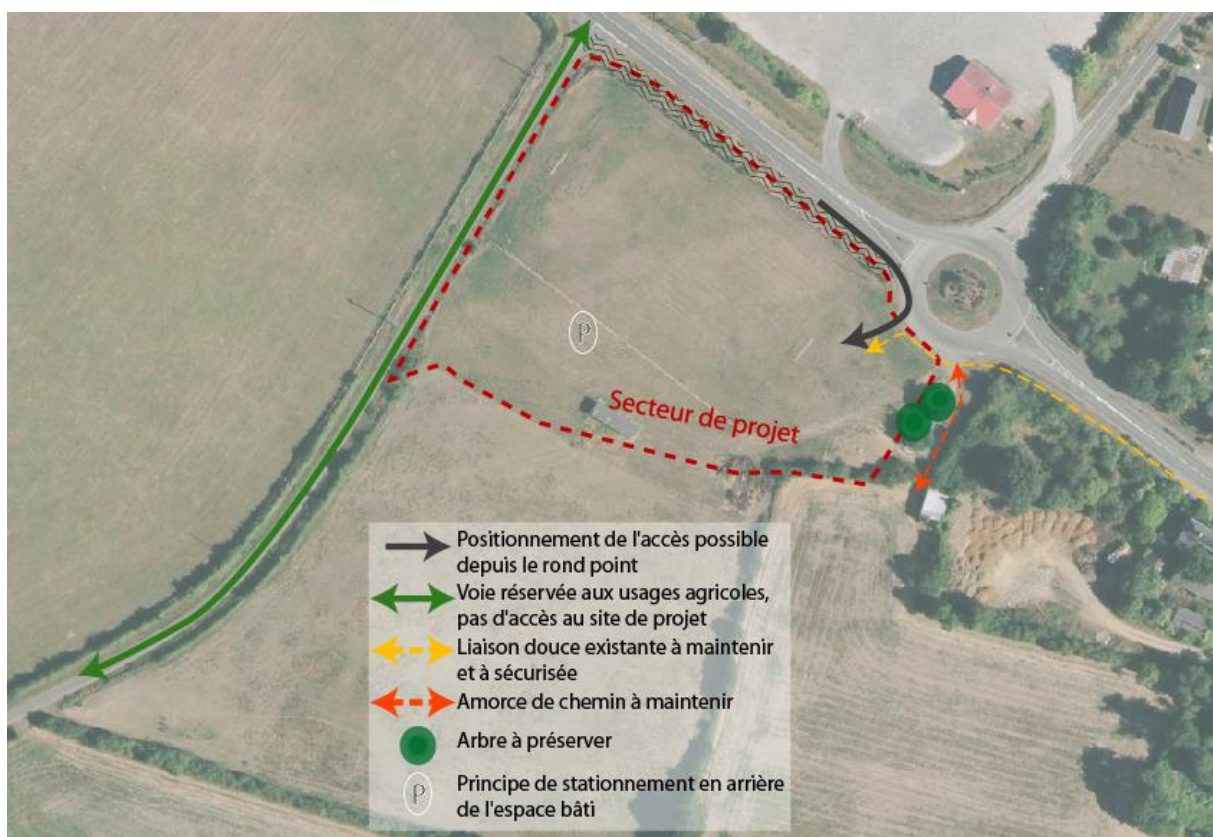 P
Secteur de projet
Positionnement de l'accès possible
depuis le rond point
Voie réservée aux usages agricoles,
pas d'accès au site de projet
Liaison douce existante à maintenir
et à sécurisée
Amorce de chemin à maintenir
Arbre à préserver
P
Principe de stationnement en arrière
de l'espace bâti